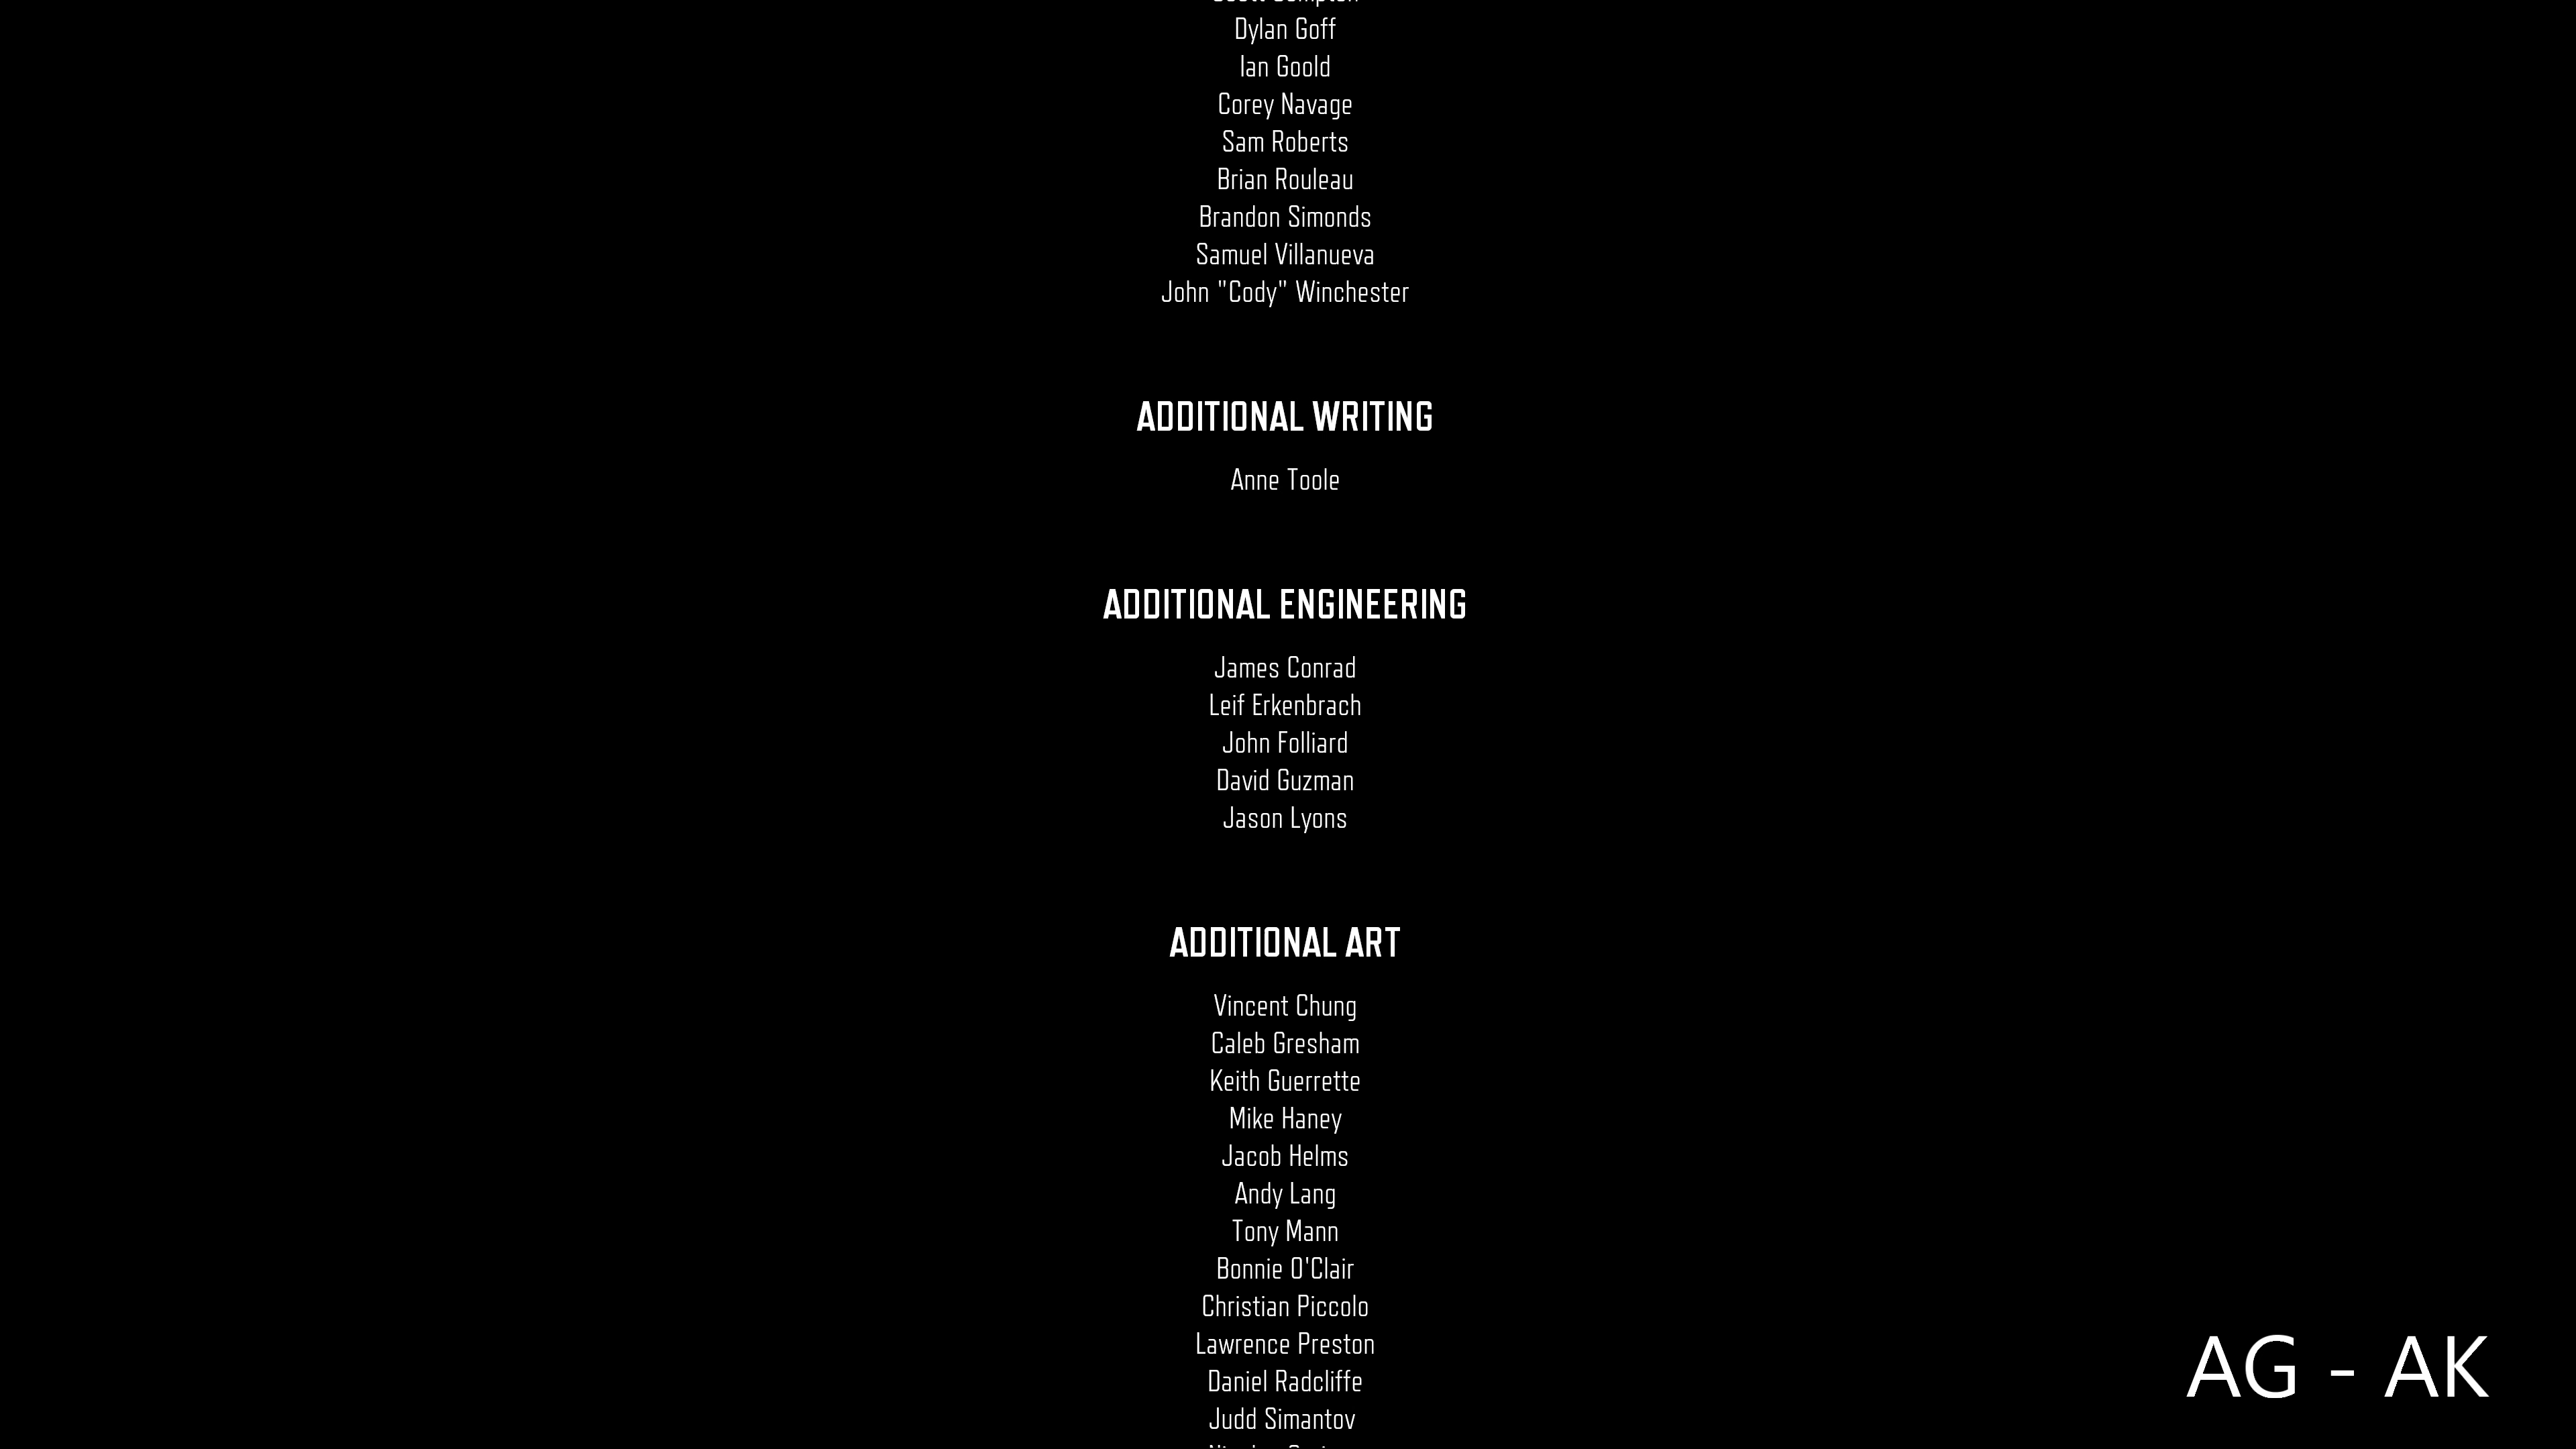 Dylan Goff
Ian Goold
Corey Navage
Sam Roberts
Brian Rouleau
Brandon Simonds
Samuel Villanueva
John "Cody" Winchester
ADDITIONAL WRITING
Anne Toole
ADDITIONAL ENGINEERING
James Conrad
Leif Erkenbrach
John Folliard
David Guzman
Jason Lyons
ADDITIONAL ART
Vincent Chung
Caleb Gresham
Keith Guerrette
Mike Haney
Jacob Helms
Andy Lang
Tony Mann
Bonnie O'Clair
Christian Piccolo
Lawrence Preston
Daniel Radcliffe
Judd Simantov
AG - AK